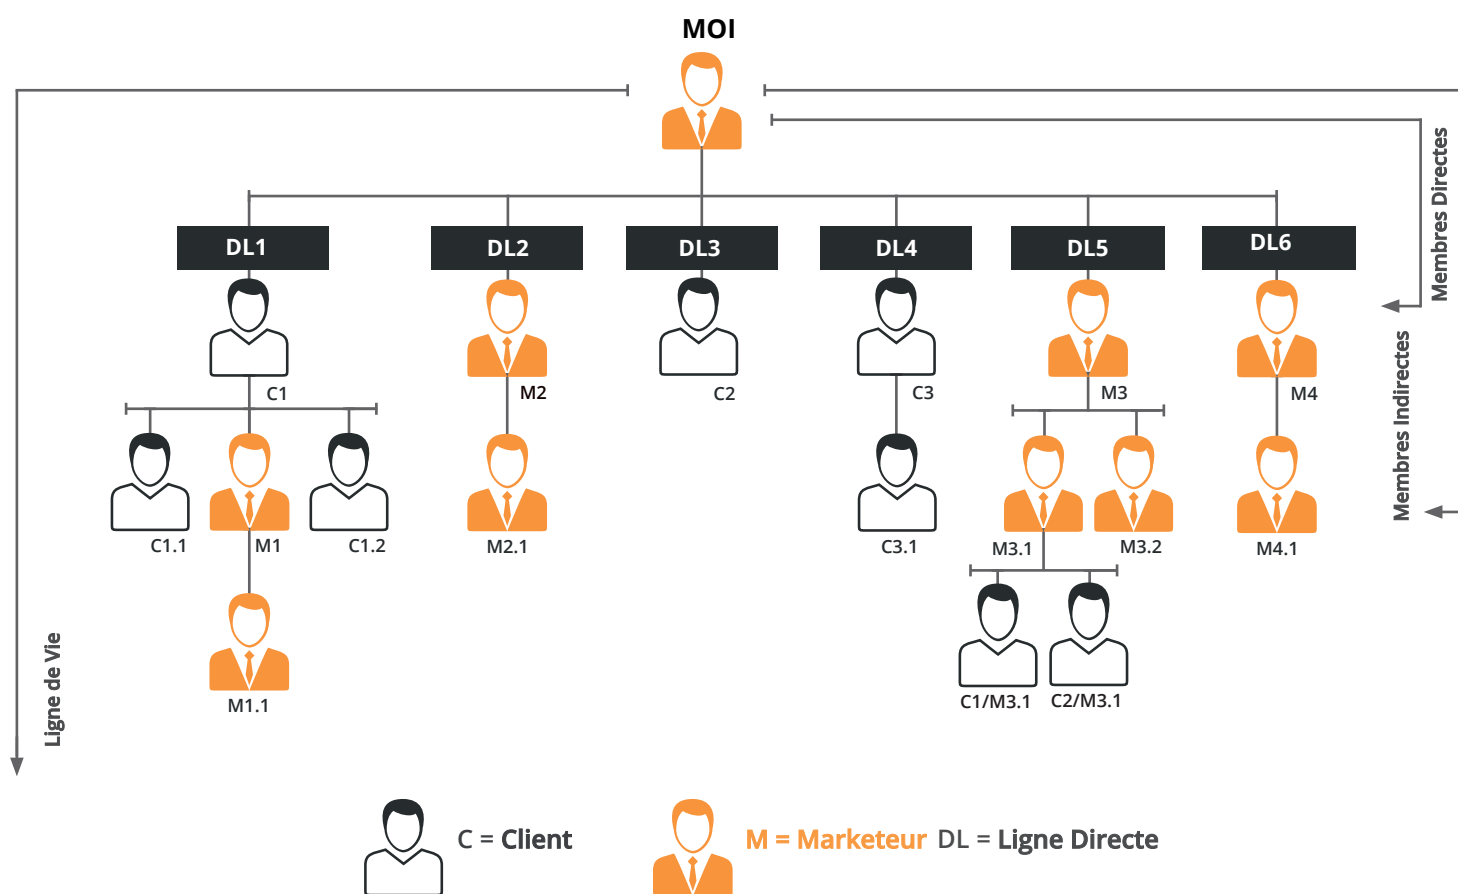 MOI
DL1
DL2
DL3
DL4
DL5
DL6
Membres Directes
C1
M2
C2
C3
M3
M4
Membres Indirectes
C1.1
M1
C1.2
M2.1
C3.1
M3.1
M3.2
M4.1
Ligne de Vie
M1.1
C1/M3.1
C2/M3.1
C = Client
M = Marketeur
DL = Ligne Directe